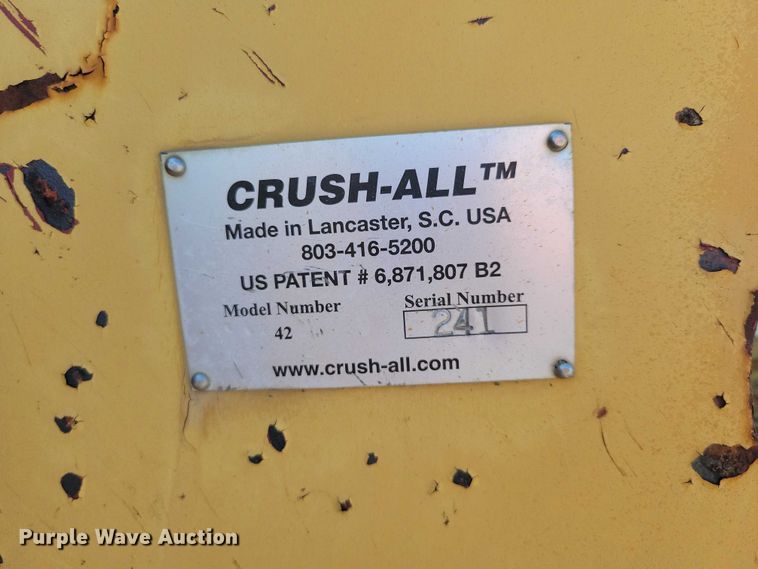 CRUSH-ALL™
Made in Lancaster, S.C. USA
803-416-5200
US PATENT # 6,871,807 B2
Model Number Serial Number
42 241
www.crush-all.com
Purple Wave Auction